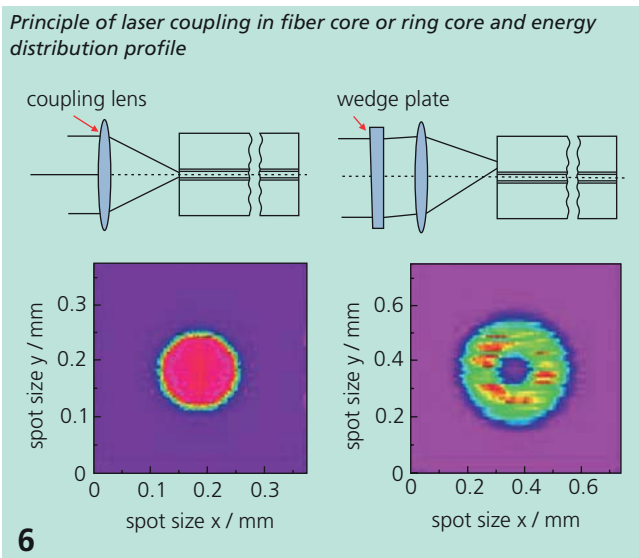 Principle of laser coupling in fiber core or ring core and energy
distribution profile
coupling lens
wedge plate
spot size y / mm
0.3
0.2
0.1
0
0
0.1
0.2
0.3
spot size x / mm
spot size y / mm
0.6
0.4
0.2
0
0
0.2
0.4
0.6
spot size x / mm
6